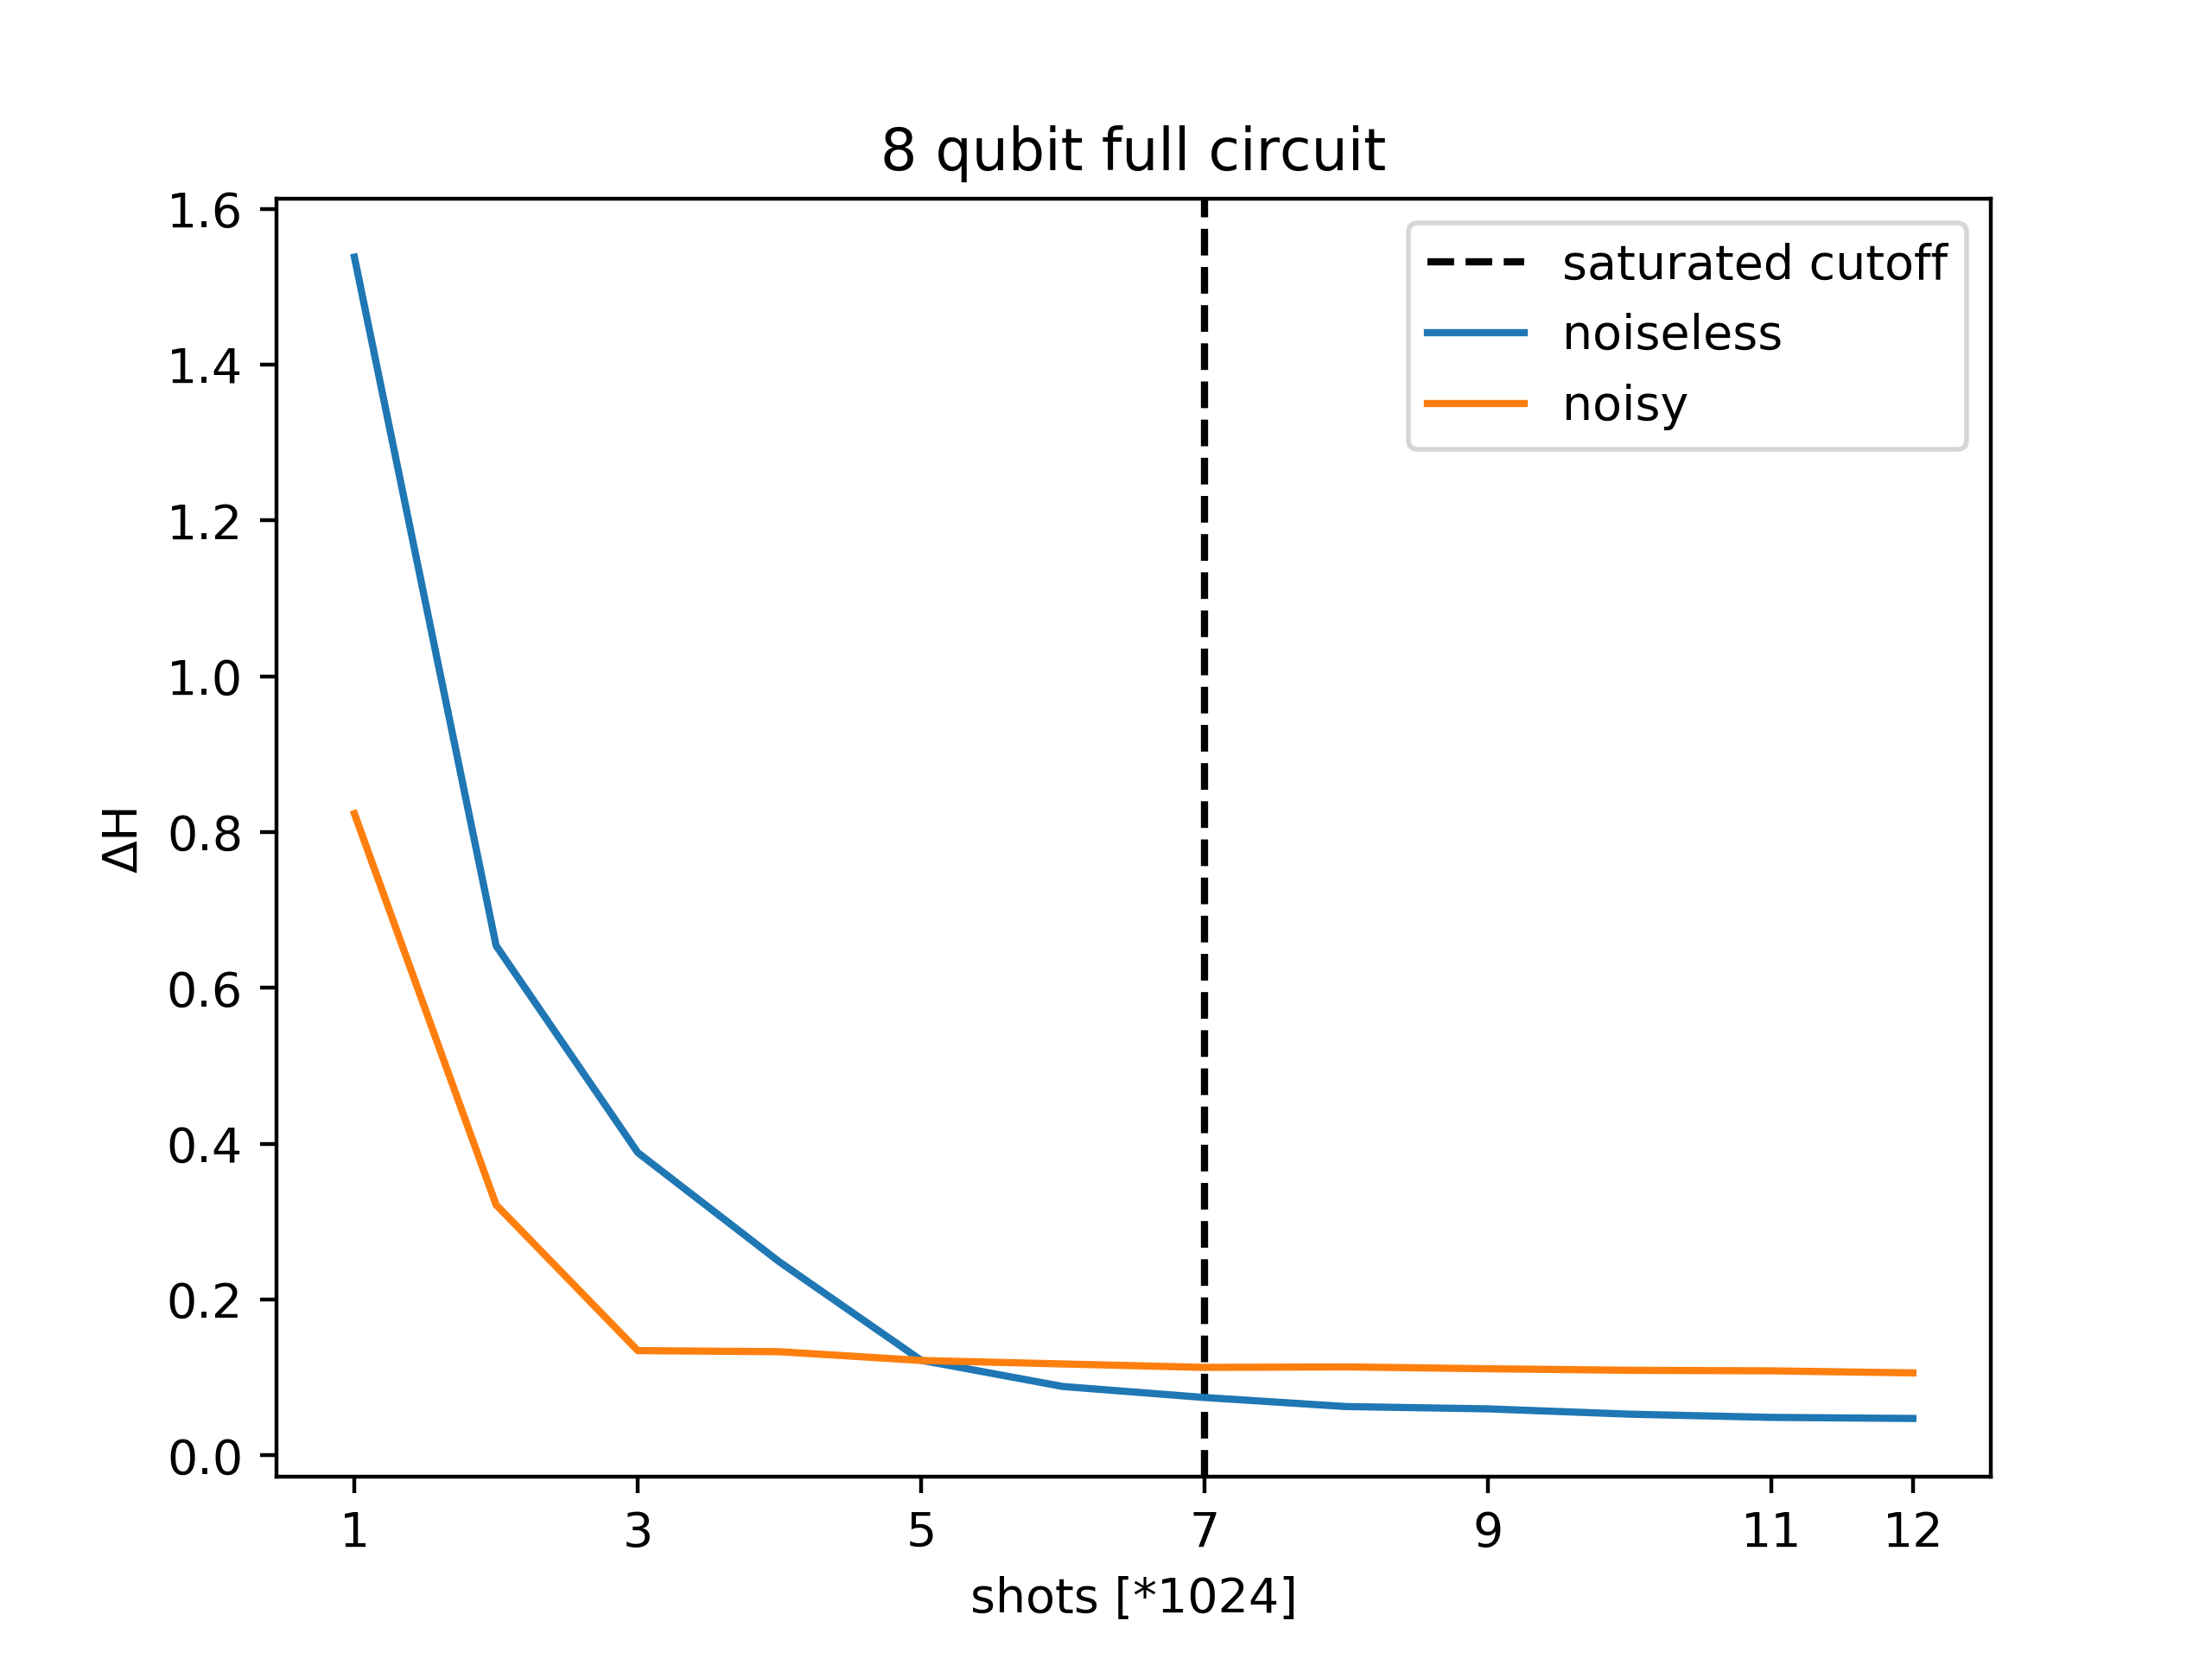 8 qubit full circuit
saturated cutoff
noiseless
noisy
1.6
1.4
1.2
1.0
0.8
0.6
0.4
0.2
0.0
ΔH
1 3 5 7 9 11 12
shots [*1024]